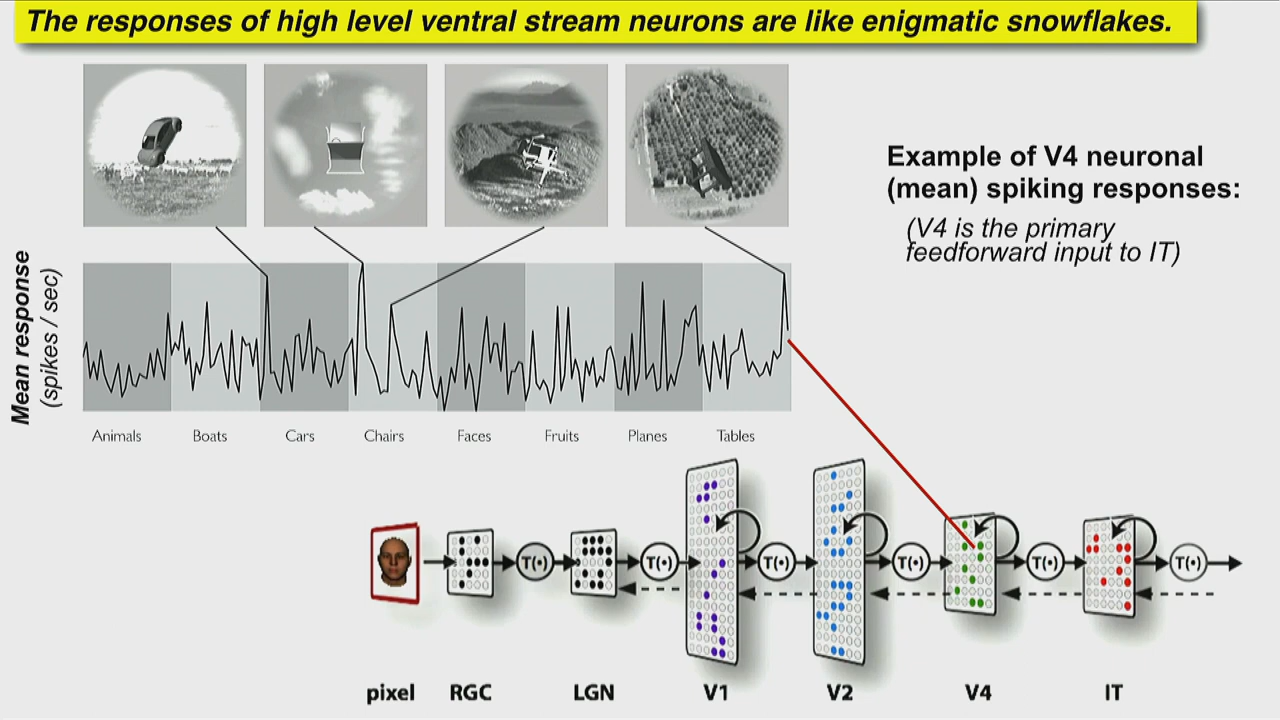 The responses of high level ventral stream neurons are like enigmatic snowflakes.
Example of V4 neuronal
(mean) spiking responses:
(V4 is the primary
feedforward input to IT)
Mean response
(spikes / sec)
Animals Boats Cars Chairs Faces Fruits Planes Tables
T(•) T(•) T(•) T(•) T(•) T(•)
pixel RGC LGN V1 V2 V4 IT